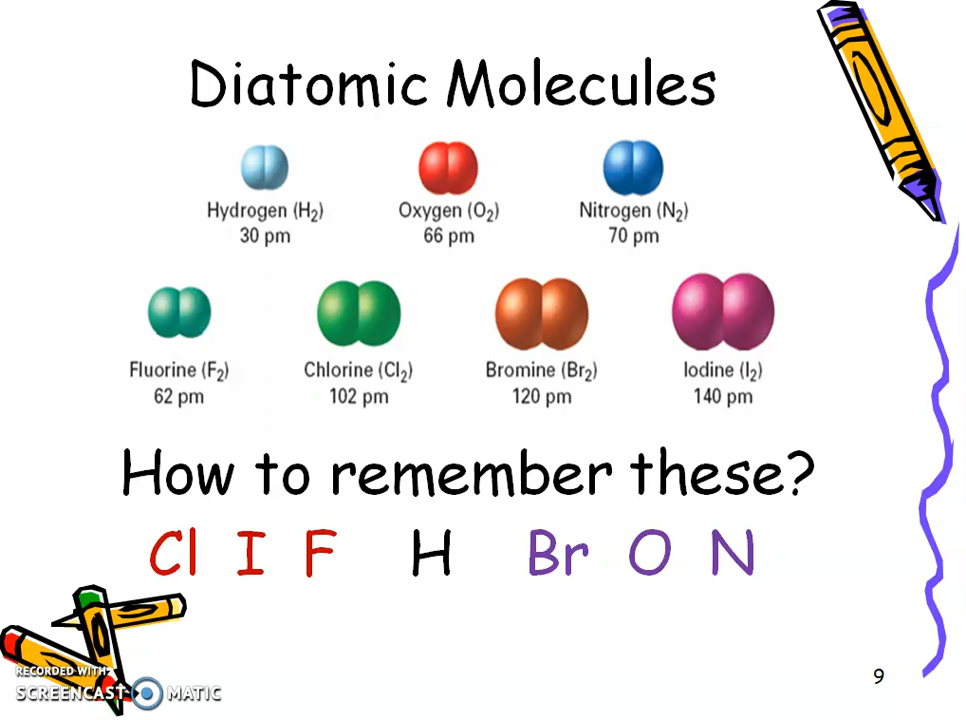 Diatomic Molecules
Hydrogen (H₂) Oxygen (O₂) Nitrogen (N₂)
30 pm 66 pm 70 pm
Fluorine (F₂) Chlorine (Cl₂) Bromine (Br₂) Iodine (I₂)
62 pm 102 pm 120 pm 140 pm
How to remember these?
Cl I F H Br O N
RECORDED WITH
SCREENCAST MATIC
9